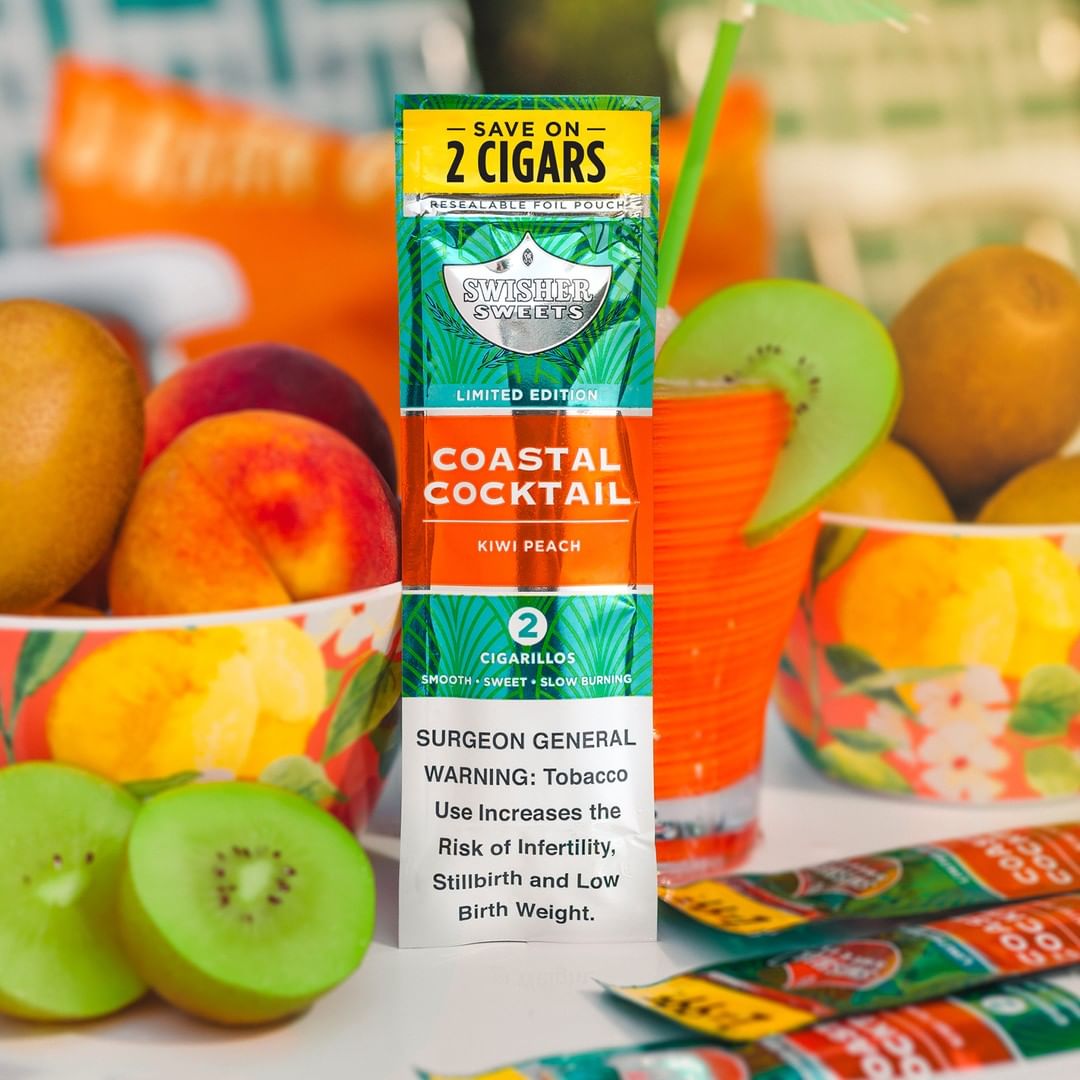 — SAVE ON —
2 CIGARS
RESEALABLE FOIL POUCH
SWISHER
SWEETS
LIMITED EDITION
COASTAL
COCKTAIL
KIWI PEACH
2
CIGARILLOS
SMOOTH • SWEET • SLOW BURNING
SURGEON GENERAL
WARNING: Tobacco
Use Increases the
Risk of Infertility,
Stillbirth and Low
Birth Weight.